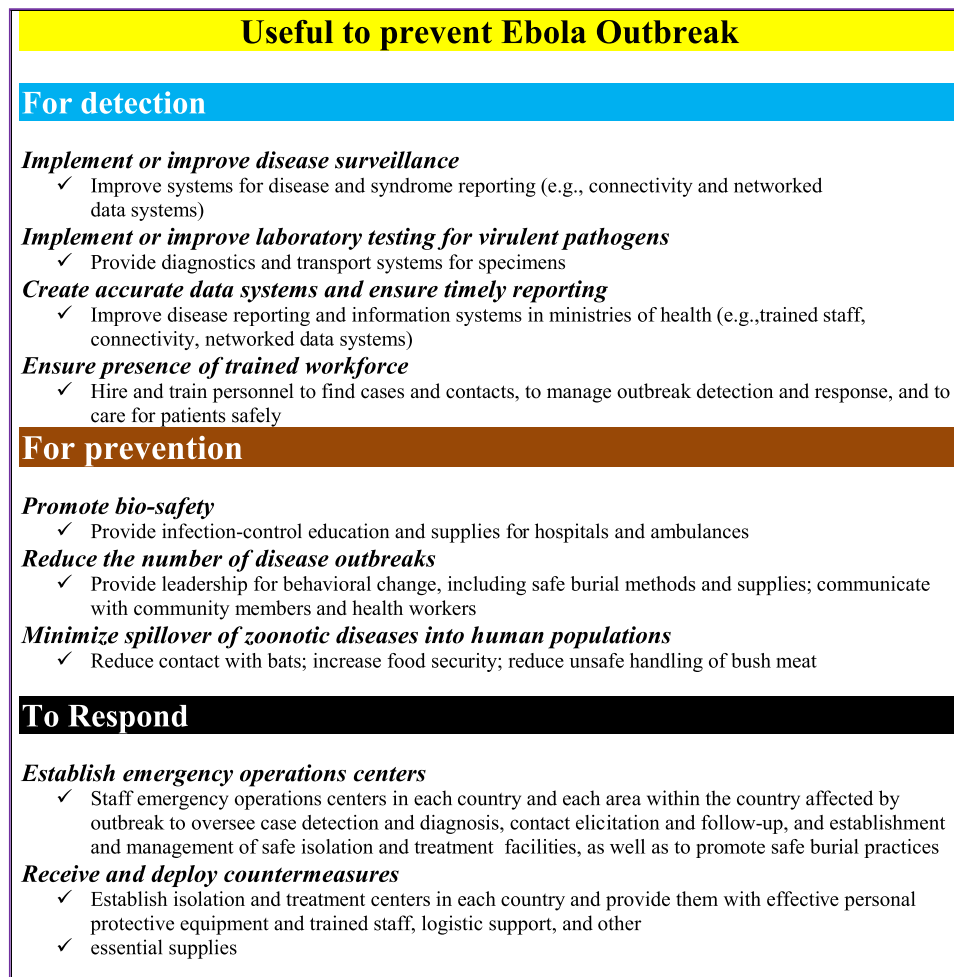 Useful to prevent Ebola Outbreak
For detection
Implement or improve disease surveillance
✓ Improve systems for disease and syndrome reporting (e.g., connectivity and networked
data systems)
Implement or improve laboratory testing for virulent pathogens
✓ Provide diagnostics and transport systems for specimens
Create accurate data systems and ensure timely reporting
✓ Improve disease reporting and information systems in ministries of health (e.g.,trained staff,
connectivity, networked data systems)
Ensure presence of trained workforce
✓ Hire and train personnel to find cases and contacts, to manage outbreak detection and response, and to
care for patients safely
For prevention
Promote bio-safety
✓ Provide infection-control education and supplies for hospitals and ambulances
Reduce the number of disease outbreaks
✓ Provide leadership for behavioral change, including safe burial methods and supplies; communicate
with community members and health workers
Minimize spillover of zoonotic diseases into human populations
✓ Reduce contact with bats; increase food security; reduce unsafe handling of bush meat
To Respond
Establish emergency operations centers
✓ Staff emergency operations centers in each country and each area within the country affected by
outbreak to oversee case detection and diagnosis, contact elicitation and follow-up, and establishment
and management of safe isolation and treatment facilities, as well as to promote safe burial practices
Receive and deploy countermeasures
✓ Establish isolation and treatment centers in each country and provide them with effective personal
protective equipment and trained staff, logistic support, and other
✓ essential supplies